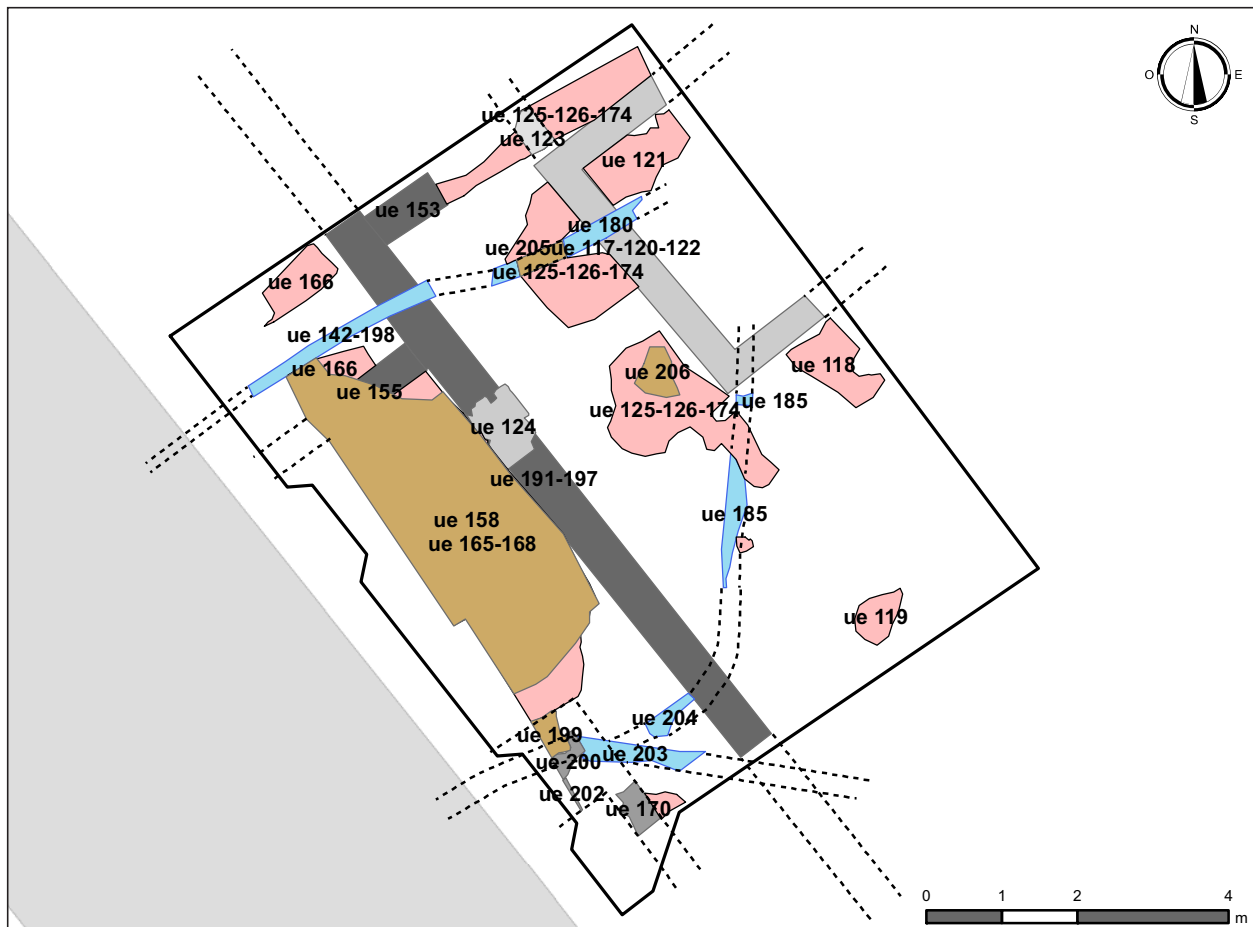 N
O
E
S
ue 125-126-174
ue 123
ue 121
ue 153
ue 180
ue 205
ue 117-120-122
ue 125-126-174
ue 166
ue 142-198
ue 166
ue 155
ue 206
ue 118
ue 125-126-174
ue 185
ue 124
ue 191-197
ue 158
ue 165-168
ue 185
ue 119
ue 204
ue 199
ue 203
ue 200
ue 202
ue 170
0 1 2 4
m